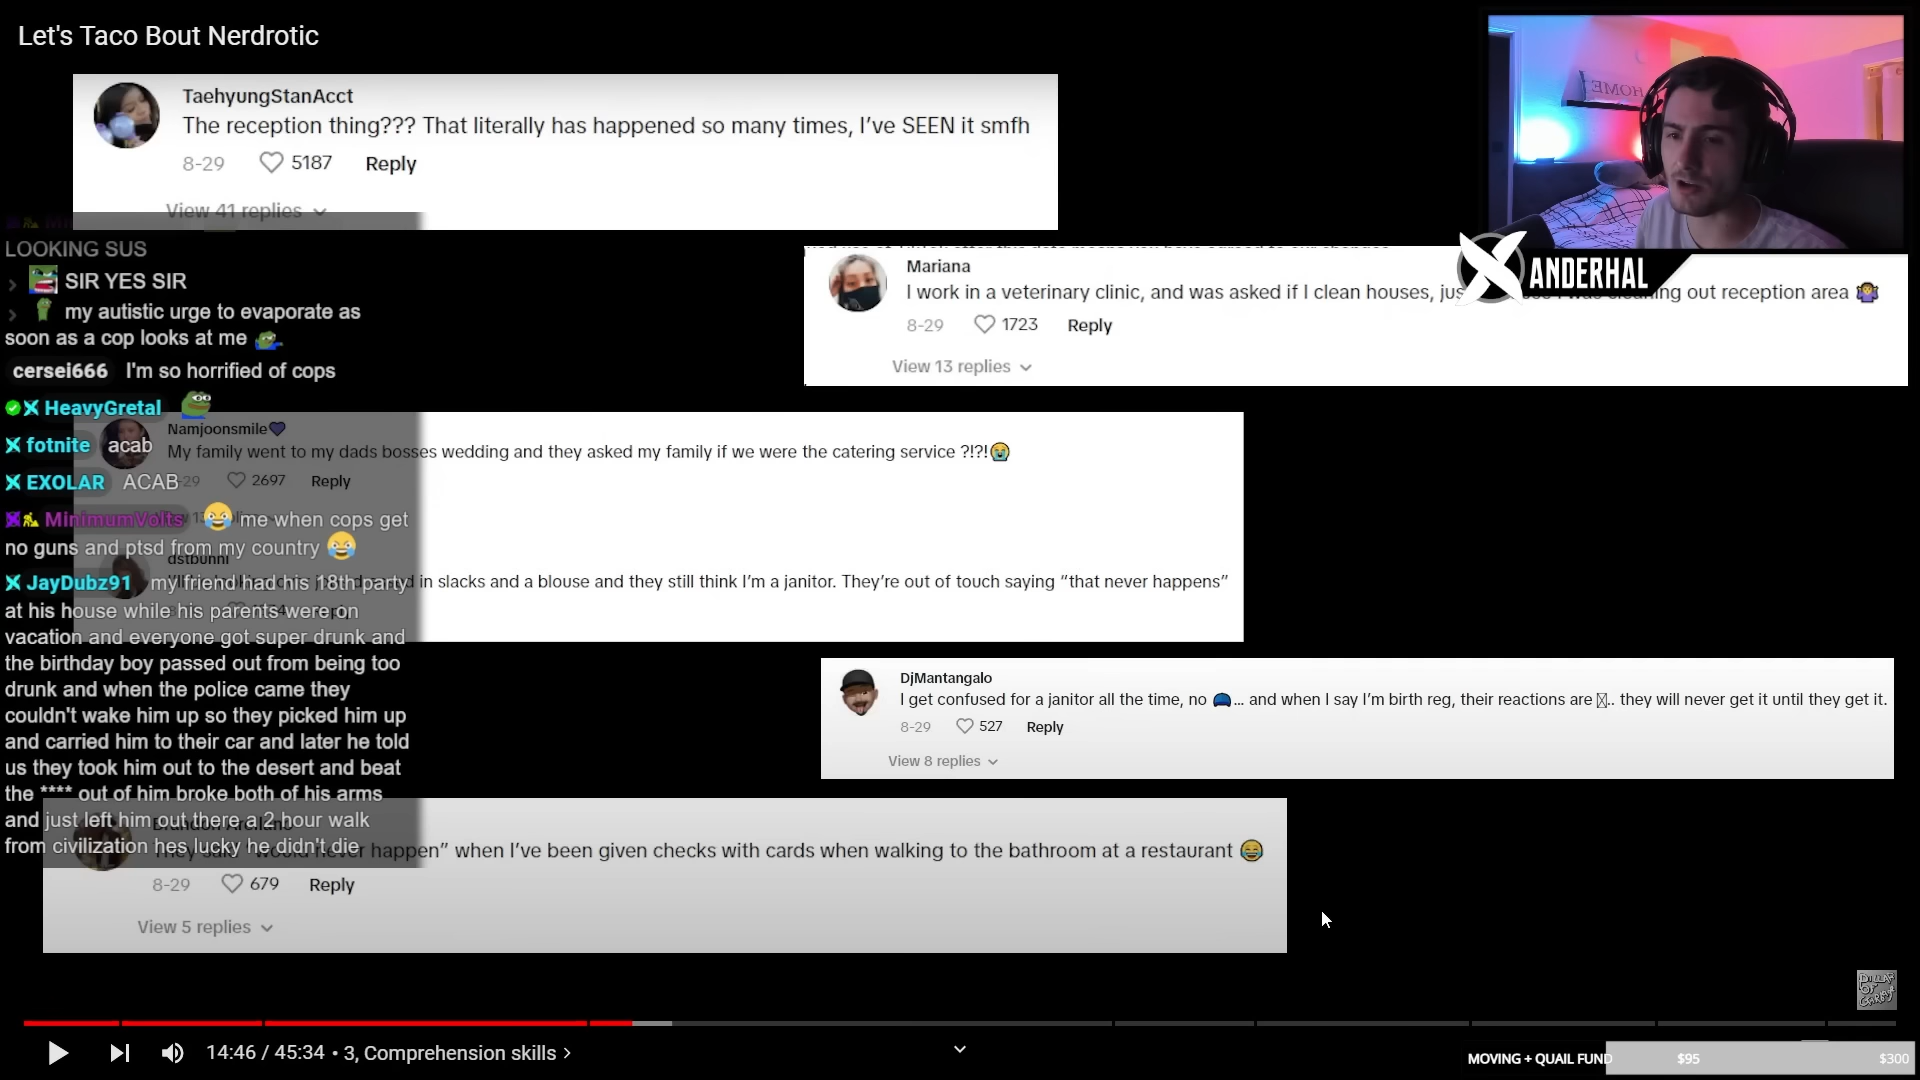 Let's Taco Bout Nerdrotic
TaehyungStanAcct
The reception thing??? That literally has happened so many times, I've SEEN it smfh
8-29 5187 Reply
View 41 replies
HOME
XANDERHAL
Mariana
I work in a veterinary clinic, and was asked if I clean houses, out reception area 🤷‍♀️
8-29 1723 Reply
View 13 replies
LOOKING SUS
SIR YES SIR
my autistic urge to evaporate as
soon as a cop looks at me
cersei666 I'm so horrified of cops
HeavyGretal
fotnite acab
EXOLAR ACAB
MinimumVolts 😂 me when cops get
no guns and ptsd from my country 😂
JayDubz91 my friend had his 18th party
at his house while his parents were on
vacation and everyone got super drunk and
the birthday boy passed out from being too
drunk and when the police came they
couldn't wake him up so they picked him up
and carried him to their car and later he told
us they took him out to the desert and beat
the **** out of him broke both of his arms
and just left him out there a 2 hour walk
from civilization hes lucky he didn't die
Namjoonsmile💜
My family went to my dads bosses wedding and they asked my family if we were the catering service ?!?!😭
29 2697 Reply
dstbunni
in slacks and a blouse and they still think I'm a janitor. They're out of touch saying “that never happens”
DjMantangalo
I get confused for a janitor all the time, no 🧢... and when I say I'm birth reg, their reactions are .. they will never get it until they get it.
8-29 527 Reply
View 8 replies
never happen” when I've been given checks with cards when walking to the bathroom at a restaurant 😂
8-29 679 Reply
View 5 replies
14:46 / 45:34 • 3, Comprehension skills >
MOVING + QUAIL FUND $95 $300